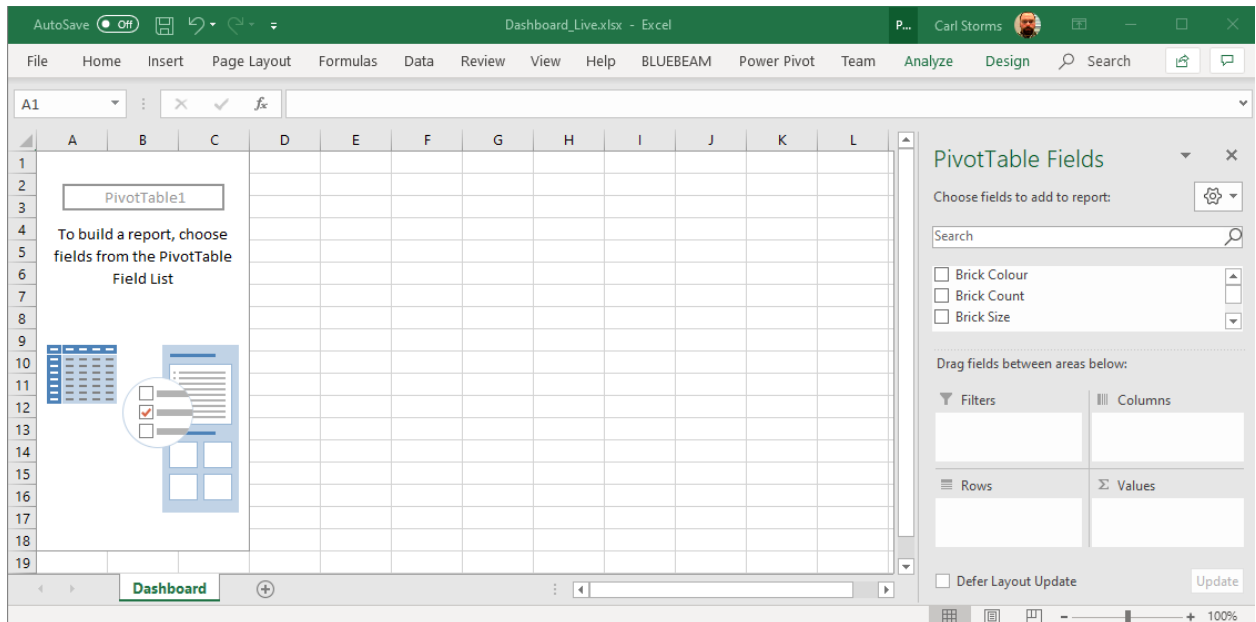 AutoSave Off Dashboard_Live.xlsx - Excel P... Carl Storms
File Home Insert Page Layout Formulas Data Review View Help BLUEBEAM Power Pivot Team Analyze Design Search
A1 fx
A B C D E F G H I J K L
1
2
3
4
5
6
7
8
9
10
11
12
13
14
15
16
17
18
19
PivotTable1
To build a report, choose
fields from the PivotTable
Field List
PivotTable Fields
Choose fields to add to report:
Search
Brick Colour
Brick Count
Brick Size
Drag fields between areas below:
Filters Columns
Rows Σ Values
Defer Layout Update Update
Dashboard
100%